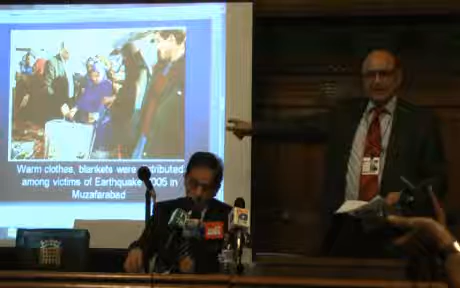 Warm clothes, blankets were distributed
among victims of Earthquake 2005 in
Muzafarabad